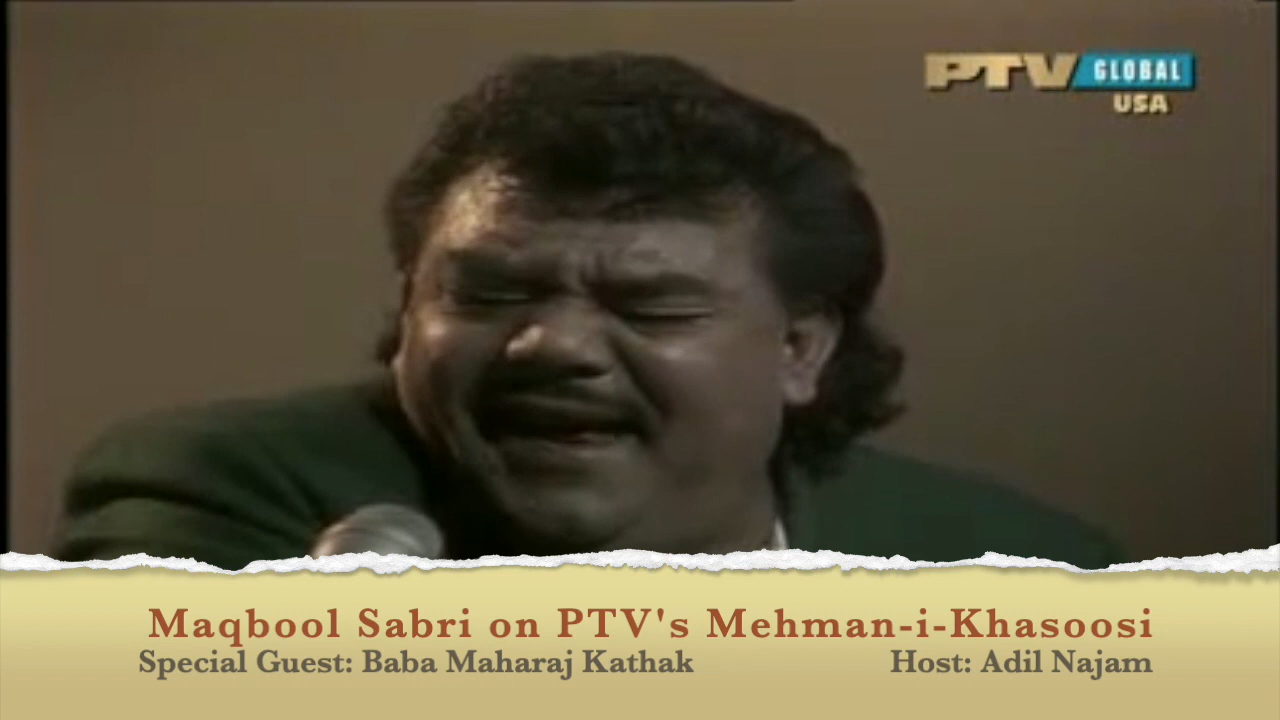 PTV GLOBAL
USA
Maqbool Sabri on PTV's Mehman-i-Khasoosi
Special Guest: Baba Maharaj Kathak Host: Adil Najam